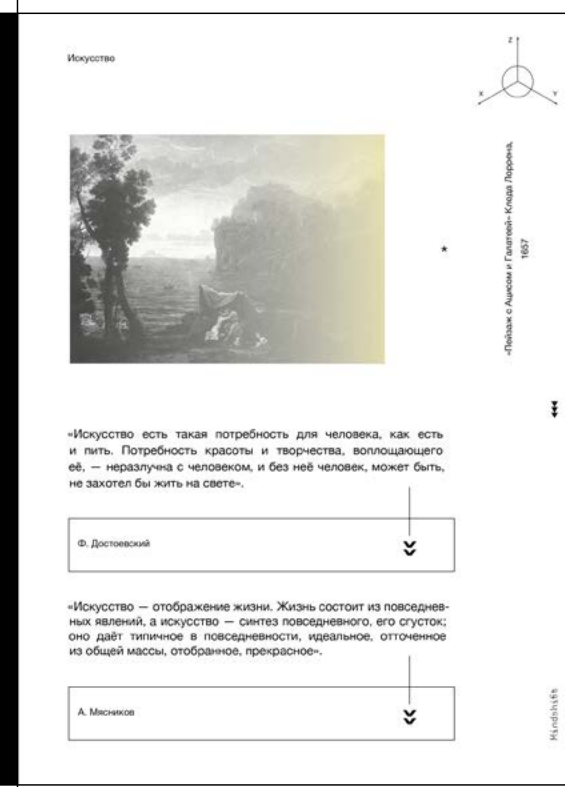 Искусство
Z
X
Y
«Пейзаж с Ацисом и Галатеей» Клода Лоррена,
1657
*
«Искусство есть такая потребность для человека, как есть
и пить. Потребность красоты и творчества, воплощающего
её, — неразлучна с человеком, и без неё человек, может быть,
не захотел бы жить на свете».
Ф. Достоевский
«Искусство — отображение жизни. Жизнь состоит из повседнев-
ных явлений, а искусство — синтез повседневного, его сгусток;
оно даёт типичное в повседневности, идеальное, отточенное
из общей массы, отобранное, прекрасное».
А. Мясников
Mindshift